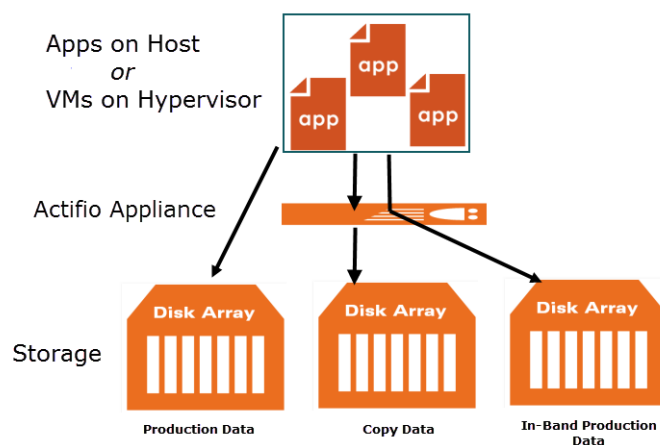 Apps on Host
or
VMs on Hypervisor
app
app
app
Actifio Appliance
Storage
Disk Array
Disk Array
Disk Array
Production Data
Copy Data
In-Band Production
Data